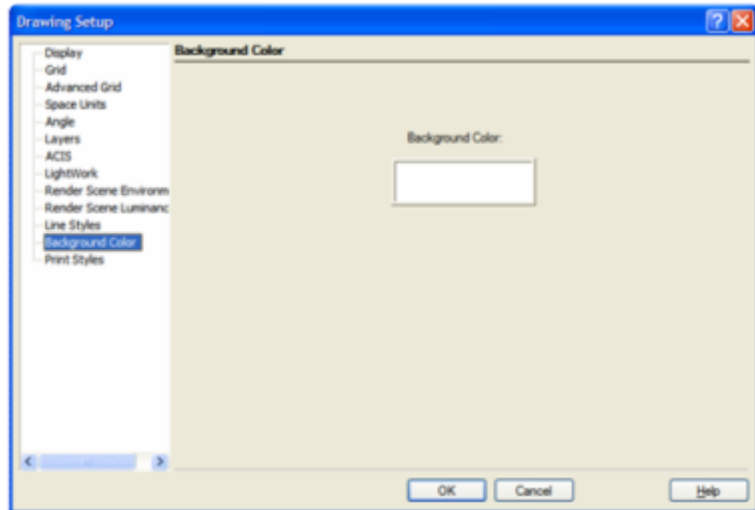 Drawing Setup
Display
Grid
Advanced Grid
Space Units
Angle
Layers
ACIS
LightWork
Render Scene Environm
Render Scene Luminanc
Line Styles
Background Color
Print Styles
Background Color
Background Color:
OK Cancel Help